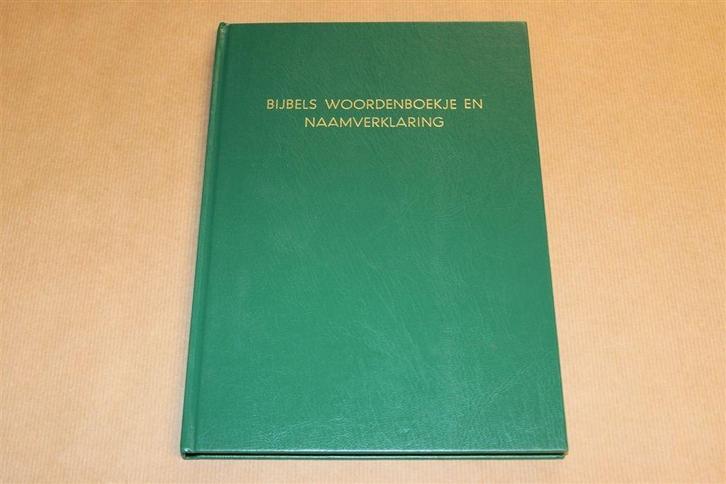 BIJBELS WOORDENBOEKJE EN
NAAMVERKLARING